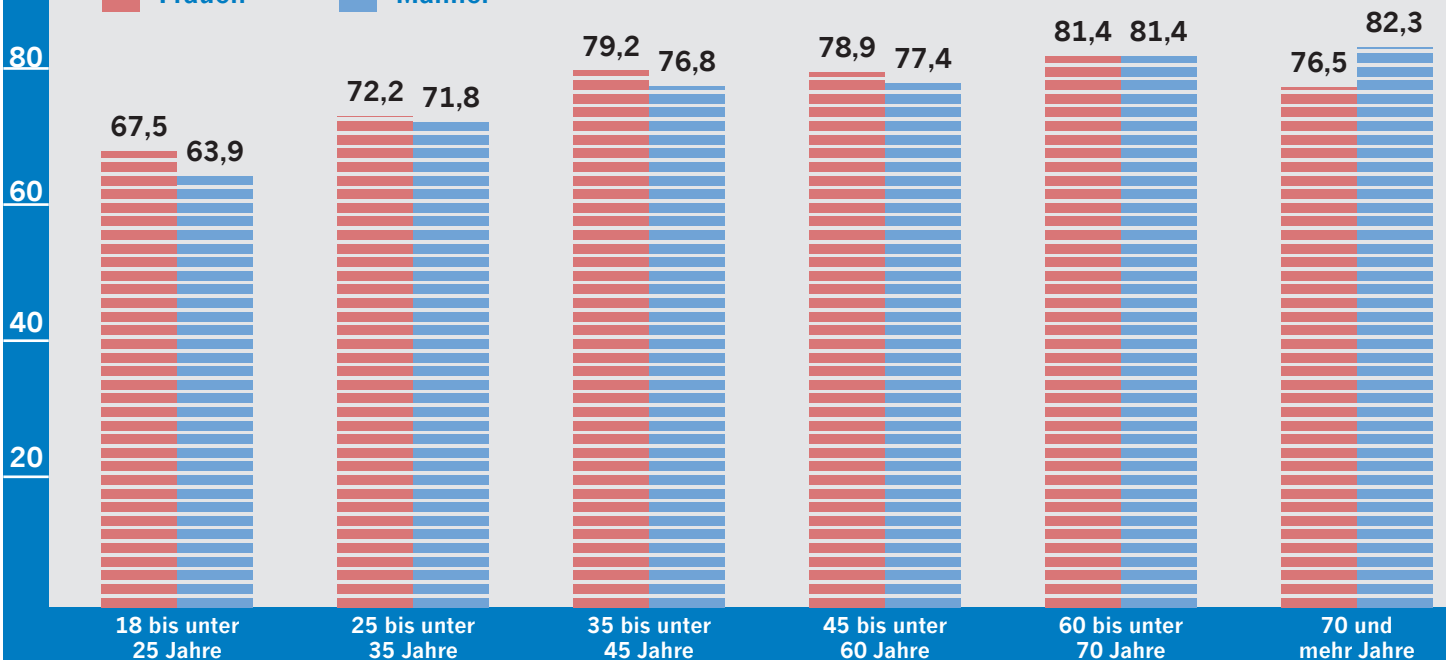 Frauen Männer
80
60
40
20
67,5 63,9
72,2 71,8
79,2 76,8
78,9 77,4
81,4 81,4
76,5 82,3
18 bis unter
25 Jahre
25 bis unter
35 Jahre
35 bis unter
45 Jahre
45 bis unter
60 Jahre
60 bis unter
70 Jahre
70 und
mehr Jahre